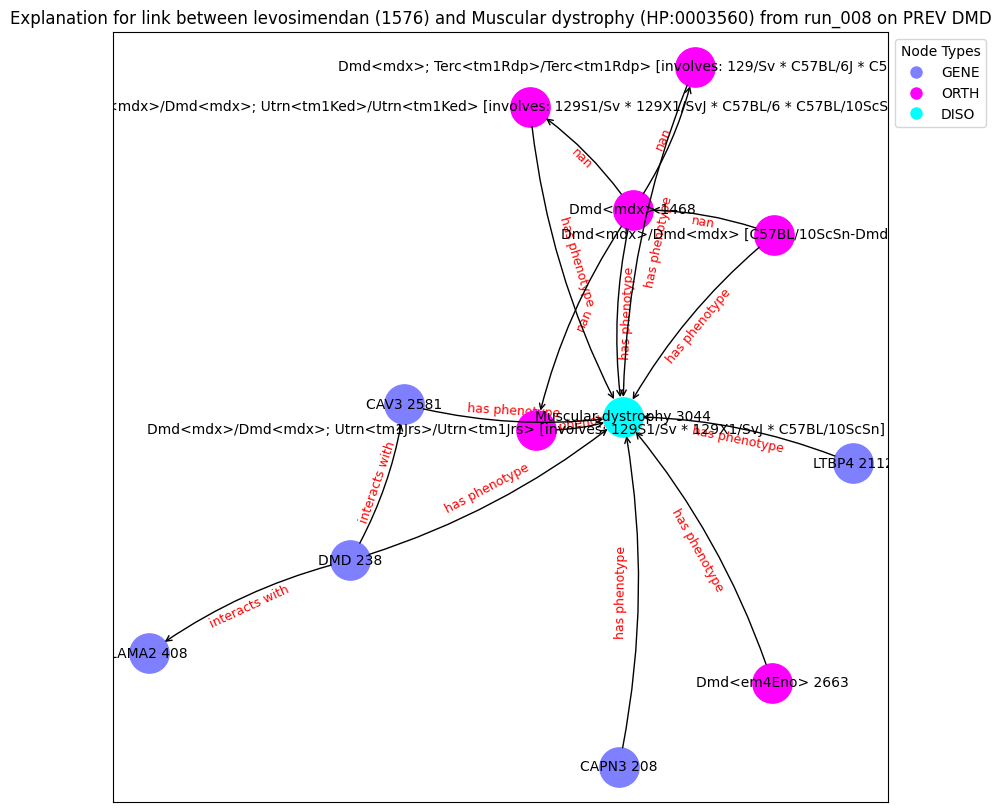 Explanation for link between levosimendan (1576) and Muscular dystrophy (HP:0003560) from run_008 on PREV DMD
Node Types
GENE
ORTH
DISO
Dmd<mdx>; Terc<tm1Rdp>/Terc<tm1Rdp> [involves: 129/Sv * C57BL/6J * C5
<mdx>/Dmd<mdx>; Utrn<tm1Ked>/Utrn<tm1Ked> [involves: 129S1/Sv * 129X1/SvJ * C57BL/6 * C57BL/10ScS
nan
nan
Dmd<mdx> 1468
nan
Dmd<mdx>/Dmd<mdx> [C57BL/10ScSn-Dmd
has phenotype
has phenotype
nan
has phenotype
has phenotype
CAV3 2581
has phenotype
Muscular dystrophy 3044
Dmd<mdx>/Dmd<mdx>; Utrn<tm1Jrs>/Utrn<tm1Jrs> [involves: 129S1/Sv * 129X1/SvJ * C57BL/10ScSn]
has phenotype
LTBP4 2112
interacts with
has phenotype
DMD 238
has phenotype
interacts with
has phenotype
LAMA2 408
Dmd<em4Eno> 2663
CAPN3 208